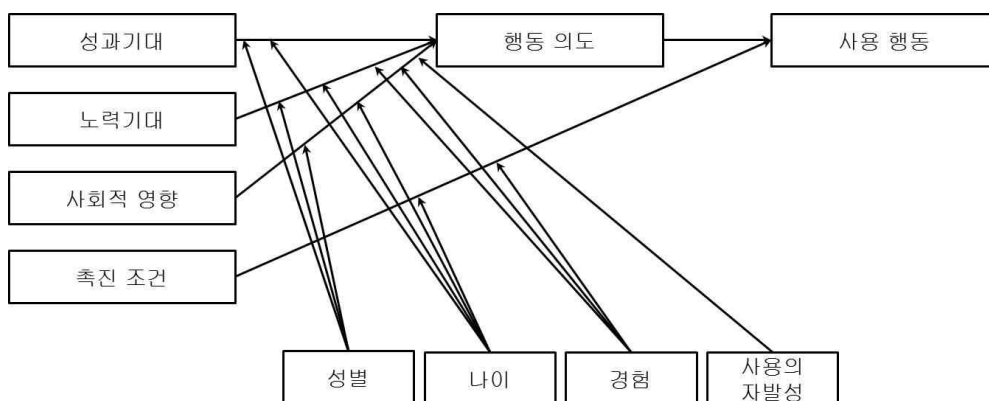 성과기대
행동 의도
사용 행동
노력기대
사회적 영향
촉진 조건
성별
나이
경험
사용의
자발성